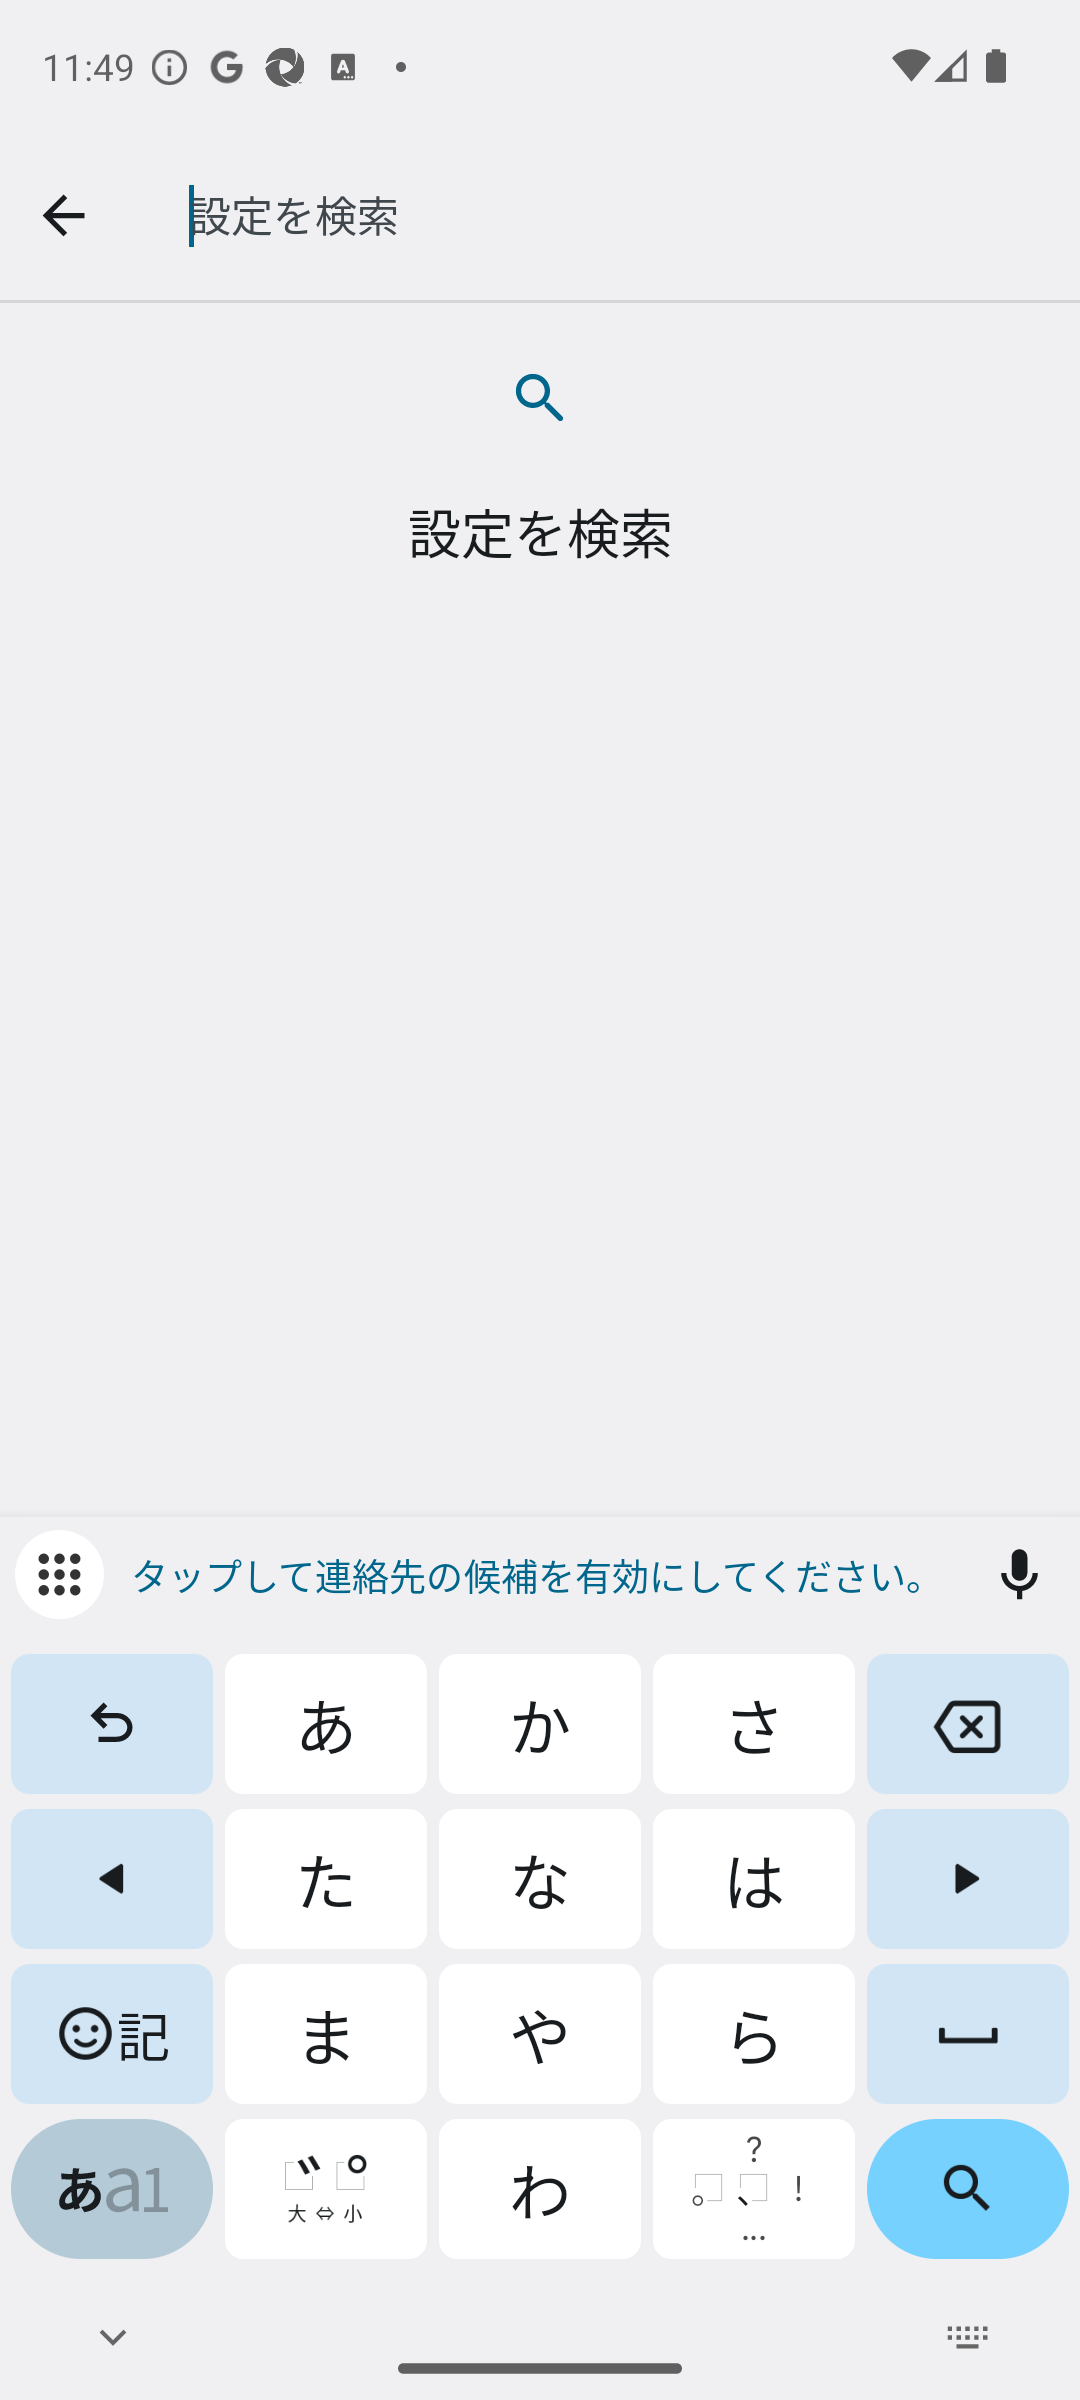 11:49
設定を検索
設定を検索
タップして連絡先の候補を有効にしてください。
あ か さ
た な は
記 ま や ら
あa1 大⇔小 わ 。、?!…